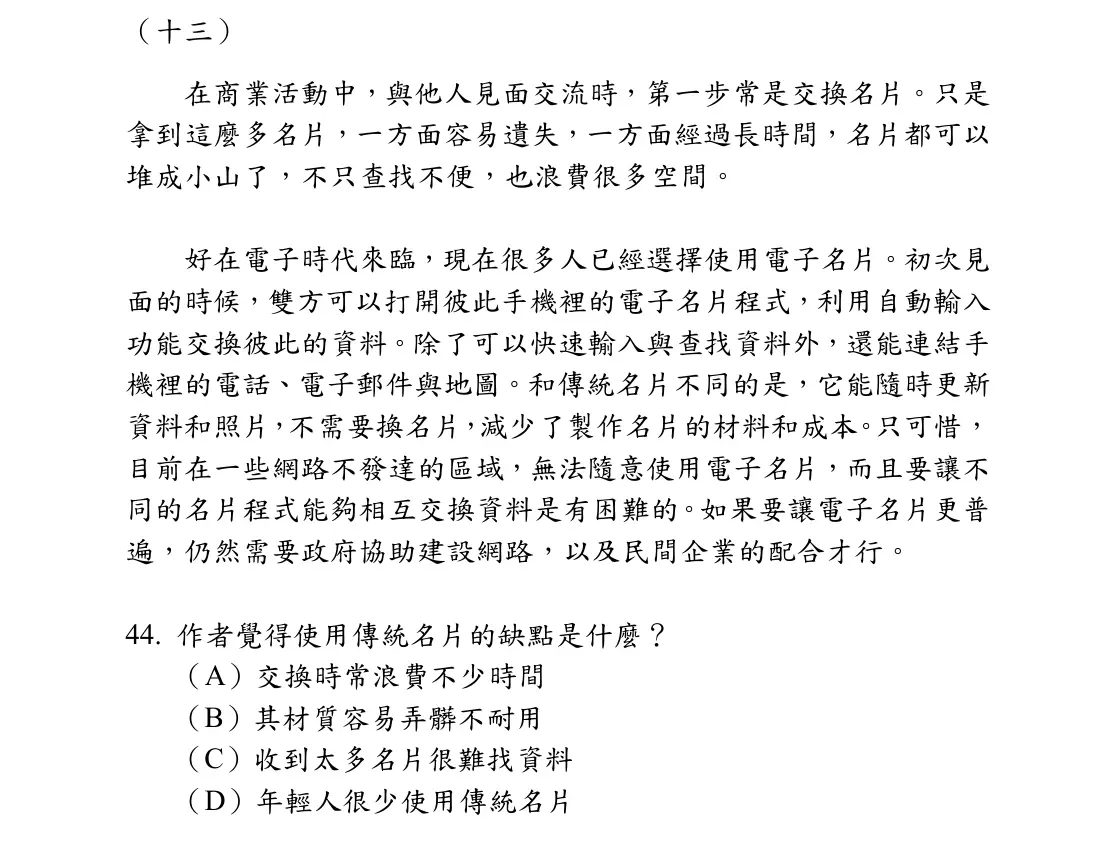 （十三）
在商業活動中，與他人見面交流時，第一步常是交換名片。只是
拿到這麼多名片，一方面容易遺失，一方面經過長時間，名片都可以
堆成小山了，不只查找不便，也浪費很多空間。
好在電子時代來臨，現在很多人已經選擇使用電子名片。初次見
面的時候，雙方可以打開彼此手機裡的電子名片程式，利用自動輸入
功能交換彼此的資料。除了可以快速輸入與查找資料外，還能連結手
機裡的電話、電子郵件與地圖。和傳統名片不同的是，它能隨時更新
資料和照片，不需要換名片，減少了製作名片的材料和成本。只可惜，
目前在一些網路不發達的區域，無法隨意使用電子名片，而且要讓不
同的名片程式能夠相互交換資料是有困難的。如果要讓電子名片更普
遍，仍然需要政府協助建設網路，以及民間企業的配合才行。
44. 作者覺得使用傳統名片的缺點是什麼？
（A）交換時常浪費不少時間
（B）其材質容易弄髒不耐用
（C）收到太多名片很難找資料
（D）年輕人很少使用傳統名片